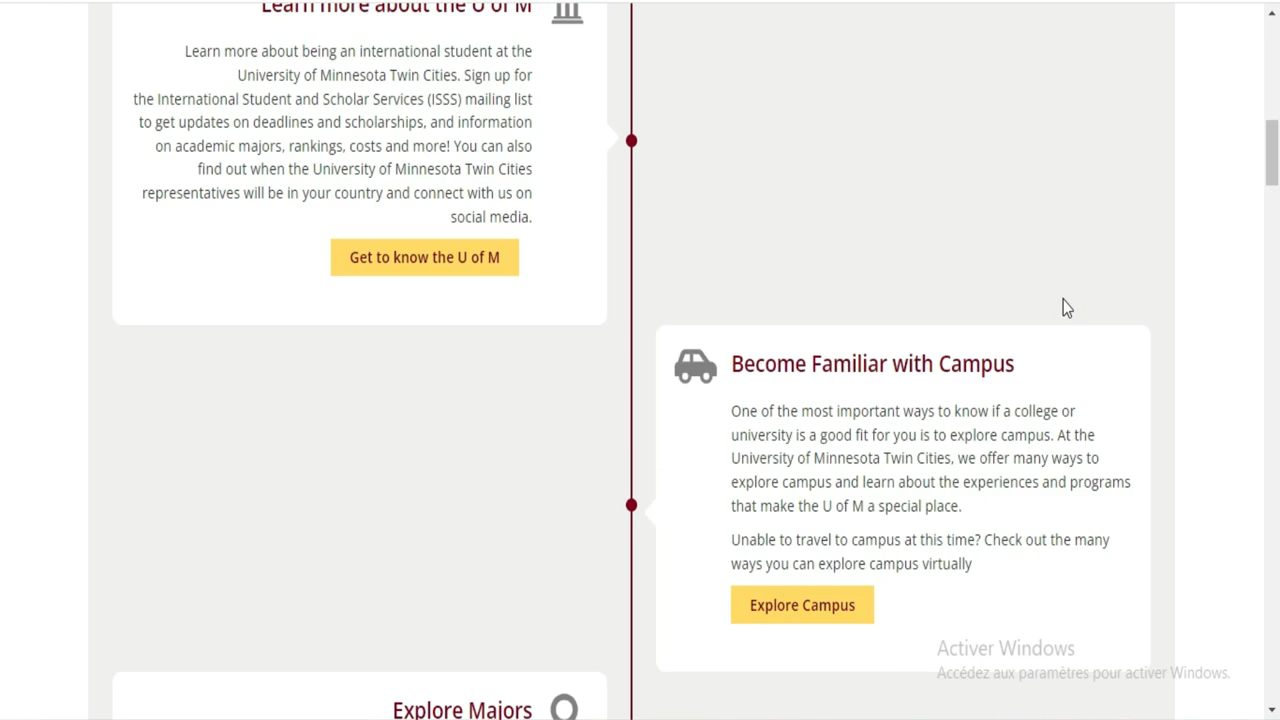 Learn more about the U of M
Learn more about being an international student at the
University of Minnesota Twin Cities. Sign up for
the International Student and Scholar Services (ISSS) mailing list
to get updates on deadlines and scholarships, and information
on academic majors, rankings, costs and more! You can also
find out when the University of Minnesota Twin Cities
representatives will be in your country and connect with us on
social media.
Get to know the U of M
Become Familiar with Campus
One of the most important ways to know if a college or
university is a good fit for you is to explore campus. At the
University of Minnesota Twin Cities, we offer many ways to
explore campus and learn about the experiences and programs
that make the U of M a special place.
Unable to travel to campus at this time? Check out the many
ways you can explore campus virtually
Explore Campus
Activer Windows
Accédez aux paramètres pour activer Windows.
Explore Majors